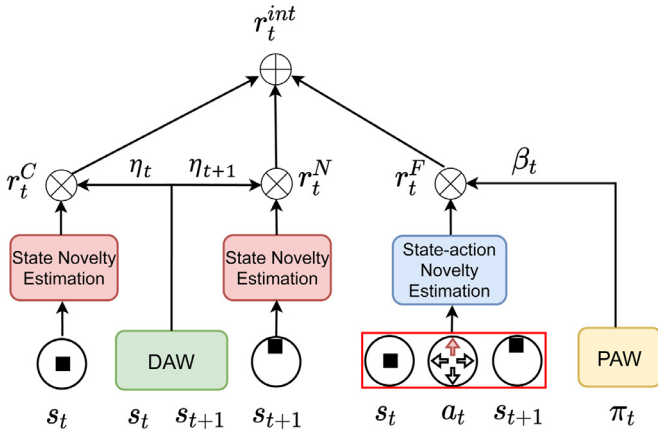 r_t^{int}
r_t^C η_t η_{t+1} r_t^N r_t^F β_t
State Novelty
Estimation
State Novelty
Estimation
State-action
Novelty
Estimation
DAW
PAW
s_t s_t s_{t+1} s_{t+1} s_t a_t s_{t+1} π_t